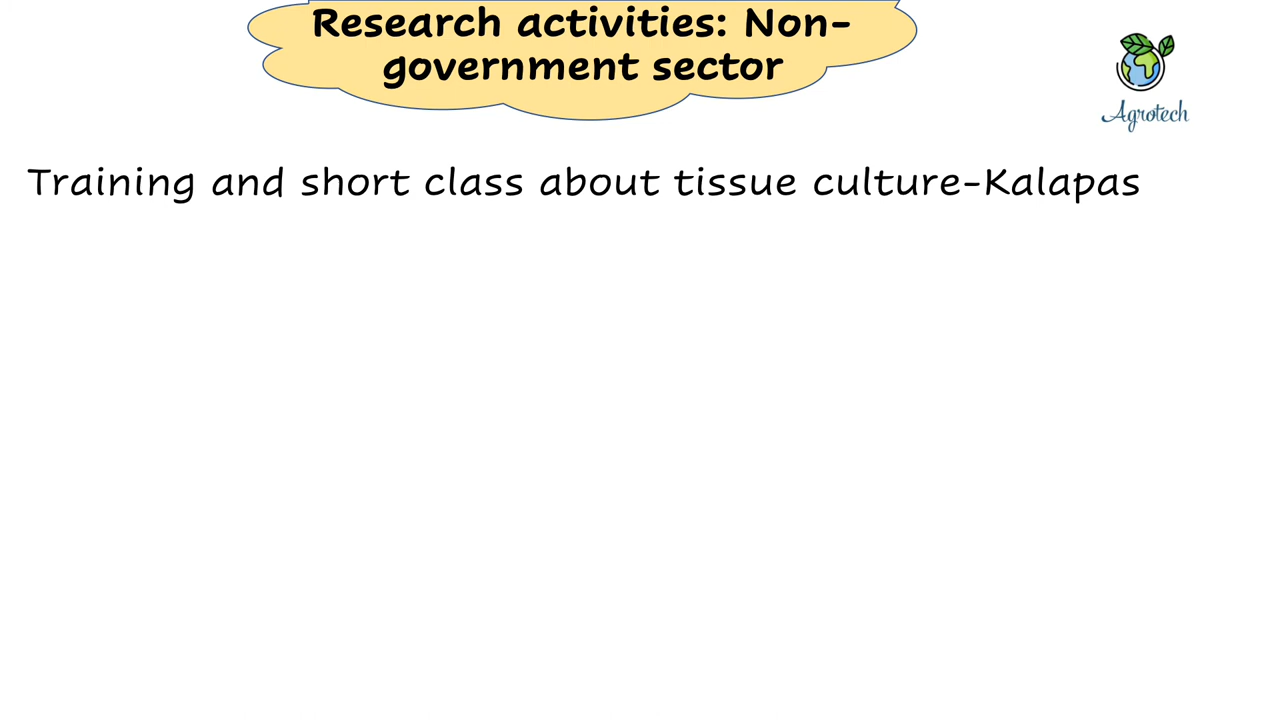 Research activities: Non-
government sector
Agrotech
Training and short class about tissue culture-Kalapas